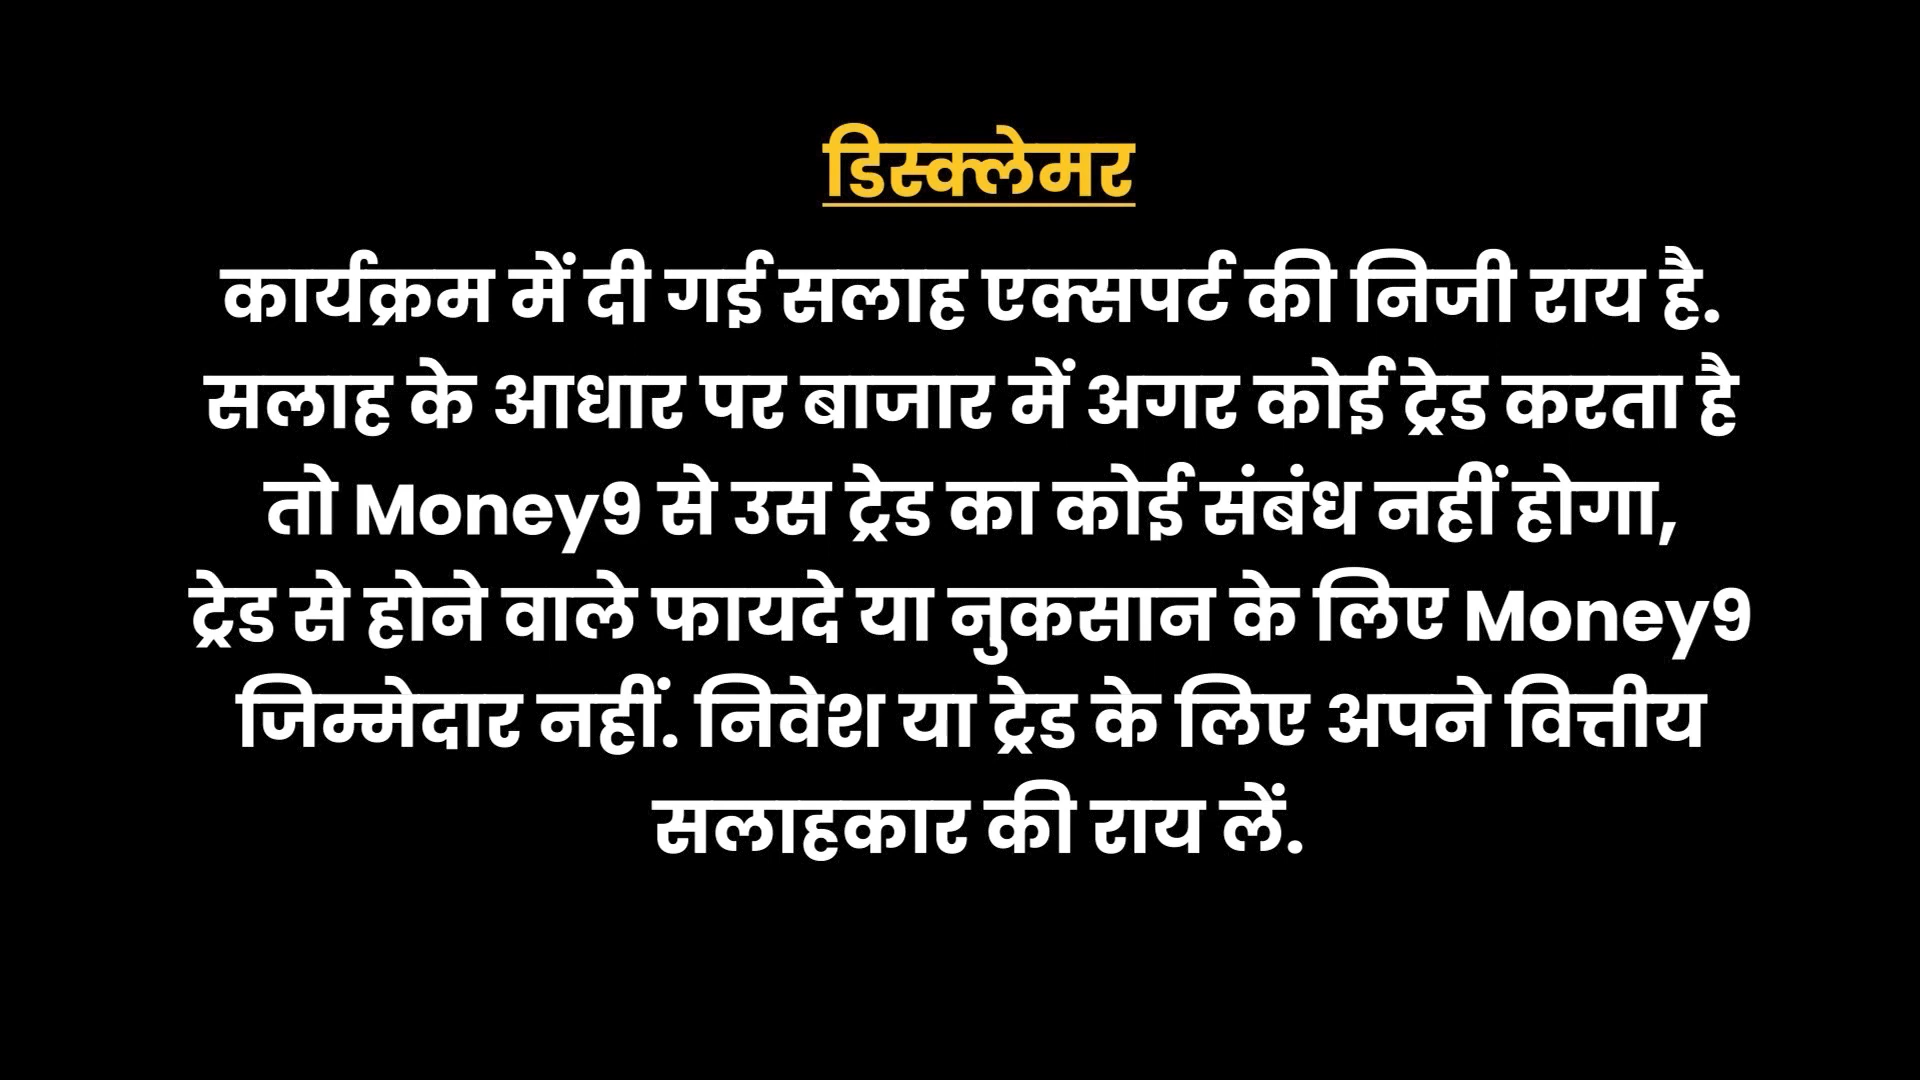 डिस्क्लेमर
कार्यक्रम में दी गई सलाह एक्सपर्ट की निजी राय है.
सलाह के आधार पर बाजार में अगर कोई ट्रेड करता है
तो Money9 से उस ट्रेड का कोई संबंध नहीं होगा,
ट्रेड से होने वाले फायदे या नुकसान के लिए Money9
जिम्मेदार नहीं. निवेश या ट्रेड के लिए अपने वित्तीय
सलाहकार की राय लें.